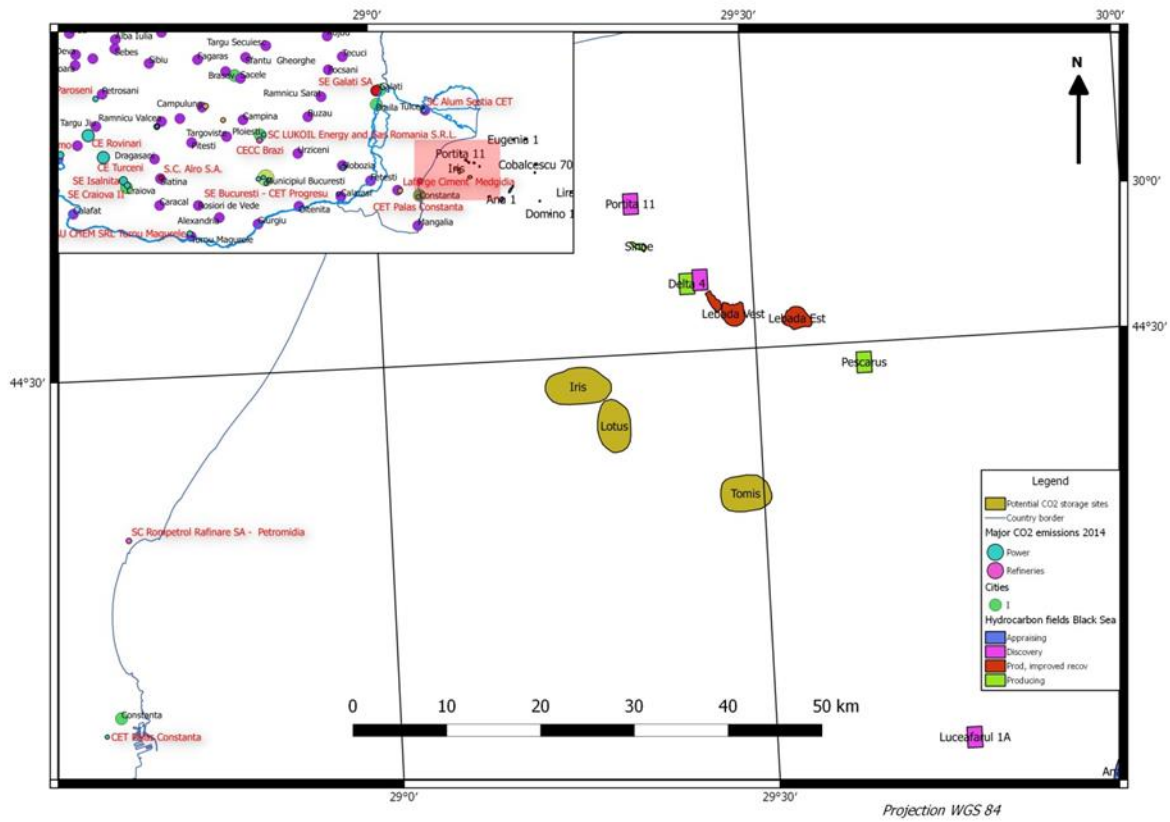 29°0'
29°30'
30°0'
Alba Iulia
Sebes
Sibiu
Fagaras
Targu Secuiesc
Sfantu Gheorghe
Brasov
Sacele
Tecuci
Focsani
SE Galati SA
Galati
Petrosani
Ramnicu Sarat
Braila
Tulcea
SC Alum
CET
Campulung
Campina
Buzau
Targu Jiu
Ramnicu Valcea
Targoviste
Ploiesti
SC LUKOIL Energy and Gas Romania S.R.L.
Eugenia 1
CE Rovinari
Pitesti
CECC Brazi
Urziceni
Portita 11
Dragasani
Iris
Cobalcescu 70
CE Turceni
S.C. Alro S.A.
Slobozia
SE Isalnita
Slatina
Municipiul Bucuresti
Fetesti
Lafarge Ciment Medgidia
SE Craiova II
Craiova
SE Bucuresti - CET Progresu
Calarasi
Constanta
Ana 1
Caracal
Rosiori de Vede
Oltenita
CET Palas Constanta
Domino 1
Calafat
Alexandria
Giurgiu
Mangalia
Turnu Magurele
N
30°0'
Portita 11
Sinoe
Delta 4
Lebada Vest
Lebada Est
44°30'
Pescarus
44°30'
Iris
Lotus
Tomis
SC Rompetrol Rafinare SA - Petromidia
Legend
Potential CO2 storage sites
Country border
Major CO2 emissions 2014
Power
Refineries
Cities
I
Hydrocarbon fields Black Sea
Appraising
Discovery
Prod, improved recov
Producing
0 10 20 30 40 50 km
Constanta
CET Palas Constanta
Luceafarul 1A
29°0'
29°30'
Projection WGS 84